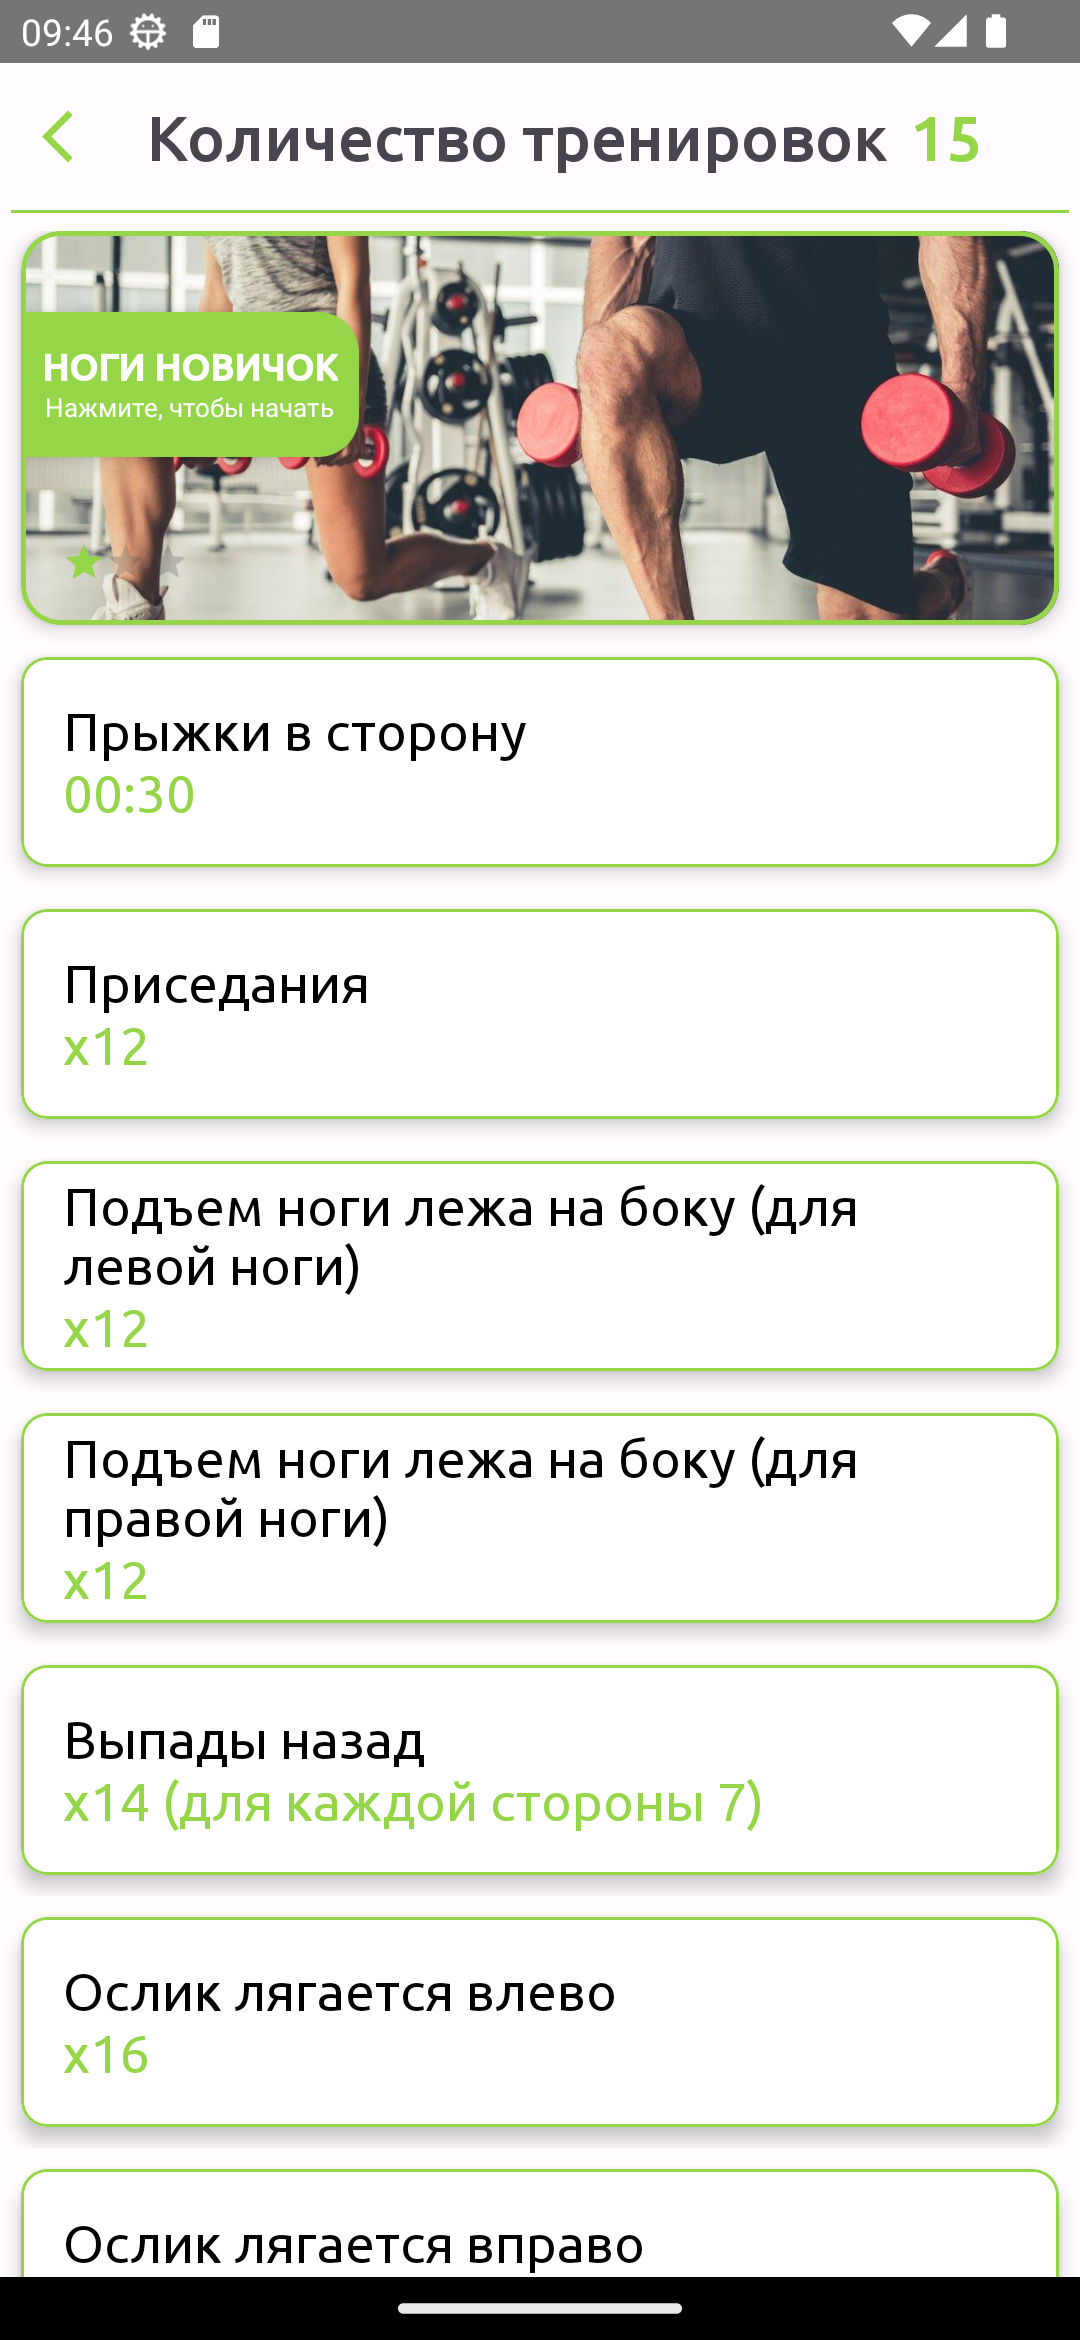 09:46
Количество тренировок 15
НОГИ НОВИЧОК
Нажмите, чтобы начать
Прыжки в сторону
00:30
Приседания
x12
Подъем ноги лежа на боку (для
левой ноги)
x12
Подъем ноги лежа на боку (для
правой ноги)
x12
Выпады назад
x14 (для каждой стороны 7)
Ослик лягается влево
x16
Ослик лягается вправо